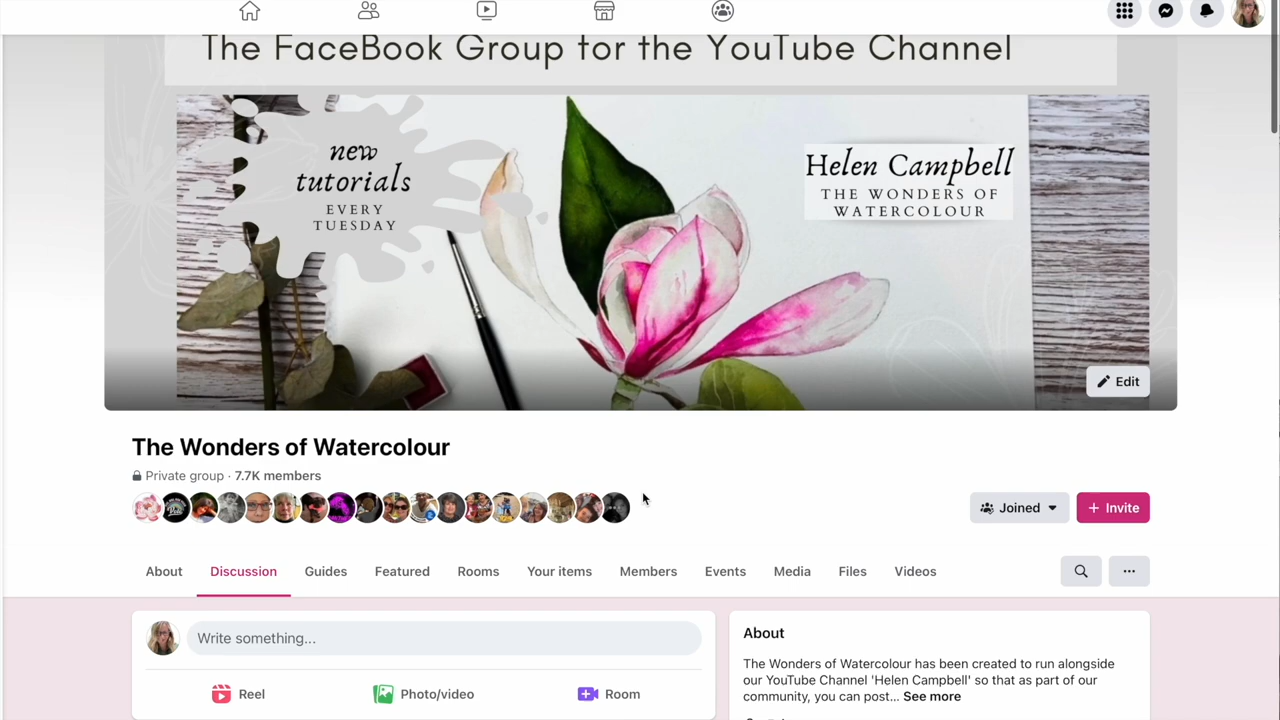 The FaceBook Group for the YouTube Channel
new
tutorials
EVERY
TUESDAY
Helen Campbell
THE WONDERS OF
WATERCOLOUR
Edit
The Wonders of Watercolour
Private group · 7.7K members
Joined
+ Invite
About
Discussion
Guides
Featured
Rooms
Your items
Members
Events
Media
Files
Videos
Write something...
About
The Wonders of Watercolour has been created to run alongside
our YouTube Channel 'Helen Campbell' so that as part of our
community, you can post... See more
Reel
Photo/video
Room